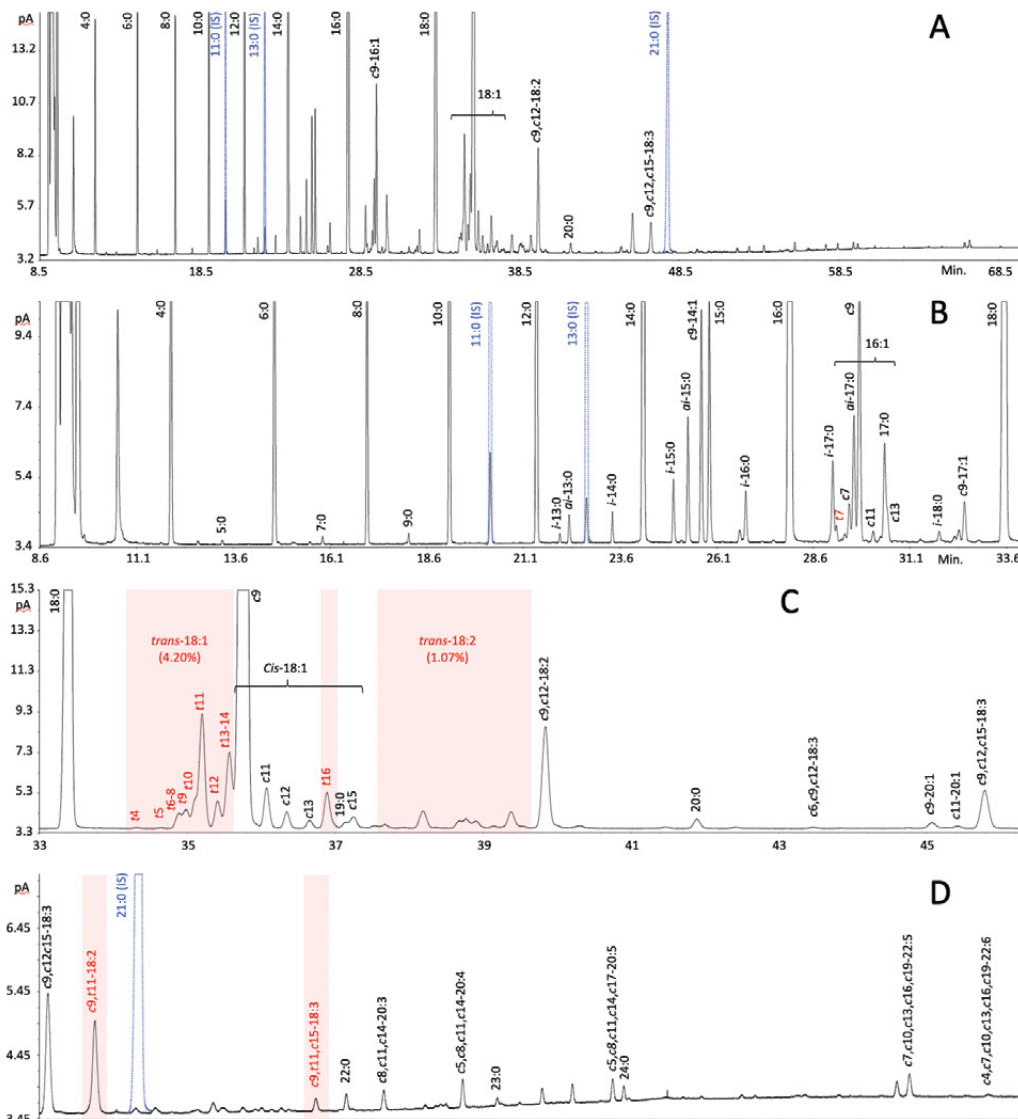 pA
A
13.2
10.7
8.2
5.7
3.2
4:0
6:0
8:0
10:0
11:0 (IS)
12:0
13:0 (IS)
14:0
16:0
c9-16:1
18:0
18:1
c9,c12-18:2
20:0
c9,c12,c15-18:3
21:0 (IS)
8.5 18.5 28.5 38.5 48.5 58.5 Min. 68.5
pA
B
9.4
7.4
5.4
3.4
4:0
5:0
6:0
7:0
8:0
9:0
10:0
11:0 (IS)
12:0
i-13:0
ai-13:0
13:0 (IS)
i-14:0
14:0
i-15:0
ai-15:0
c9-14:1
15:0
i-16:0
16:0
i-17:0
t7
c7
ai-17:0
c9
16:1
c11
17:0
c13
i-18:0
c9-17:1
18:0
8.6 11.1 13.6 16.1 18.6 21.1 23.6 26.1 28.6 31.1 Min. 33.6
pA
C
15.3
13.3
11.3
9.3
7.3
5.3
3.3
18:0
trans-18:1
(4.20%)
t4
t5
t6-8
t9
t10
t11
t12
t13-14
c9
Cis-18:1
c11
c12
c13
t16
19:0
c15
trans-18:2
(1.07%)
c9,c12-18:2
20:0
c6,c9,c12-18:3
c9-20:1
c11-20:1
c9,c12,c15-18:3
33 35 37 39 41 43 45
pA
D
6.45
5.45
4.45
3.45
c9,c12c15-18:3
c9,t11-18:2
21:0 (IS)
c9,t11,c15-18:3
22:0
c8,c11,c14-20:3
c5,c8,c11,c14-20:4
23:0
c5,c8,c11,c14,c17-20:5
24:0
c7,c10,c13,c16,c19-22:5
c4,c7,c10,c13,c16,c19-22:6